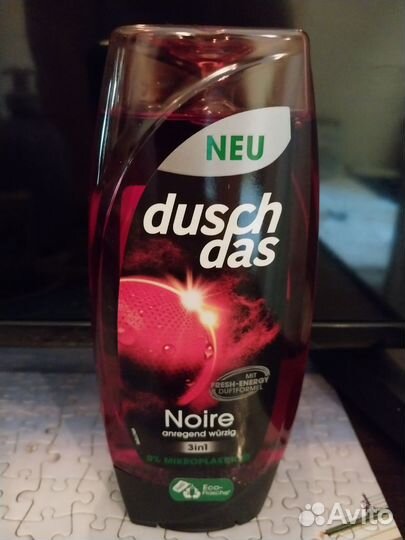 NEU
dusch
das
MIT
FRESH-ENERGY
DUFTFORMEL
Noire
anregend würzig
3in1
0% MIKROPLASTIK
Eco-
Flasche
Avito